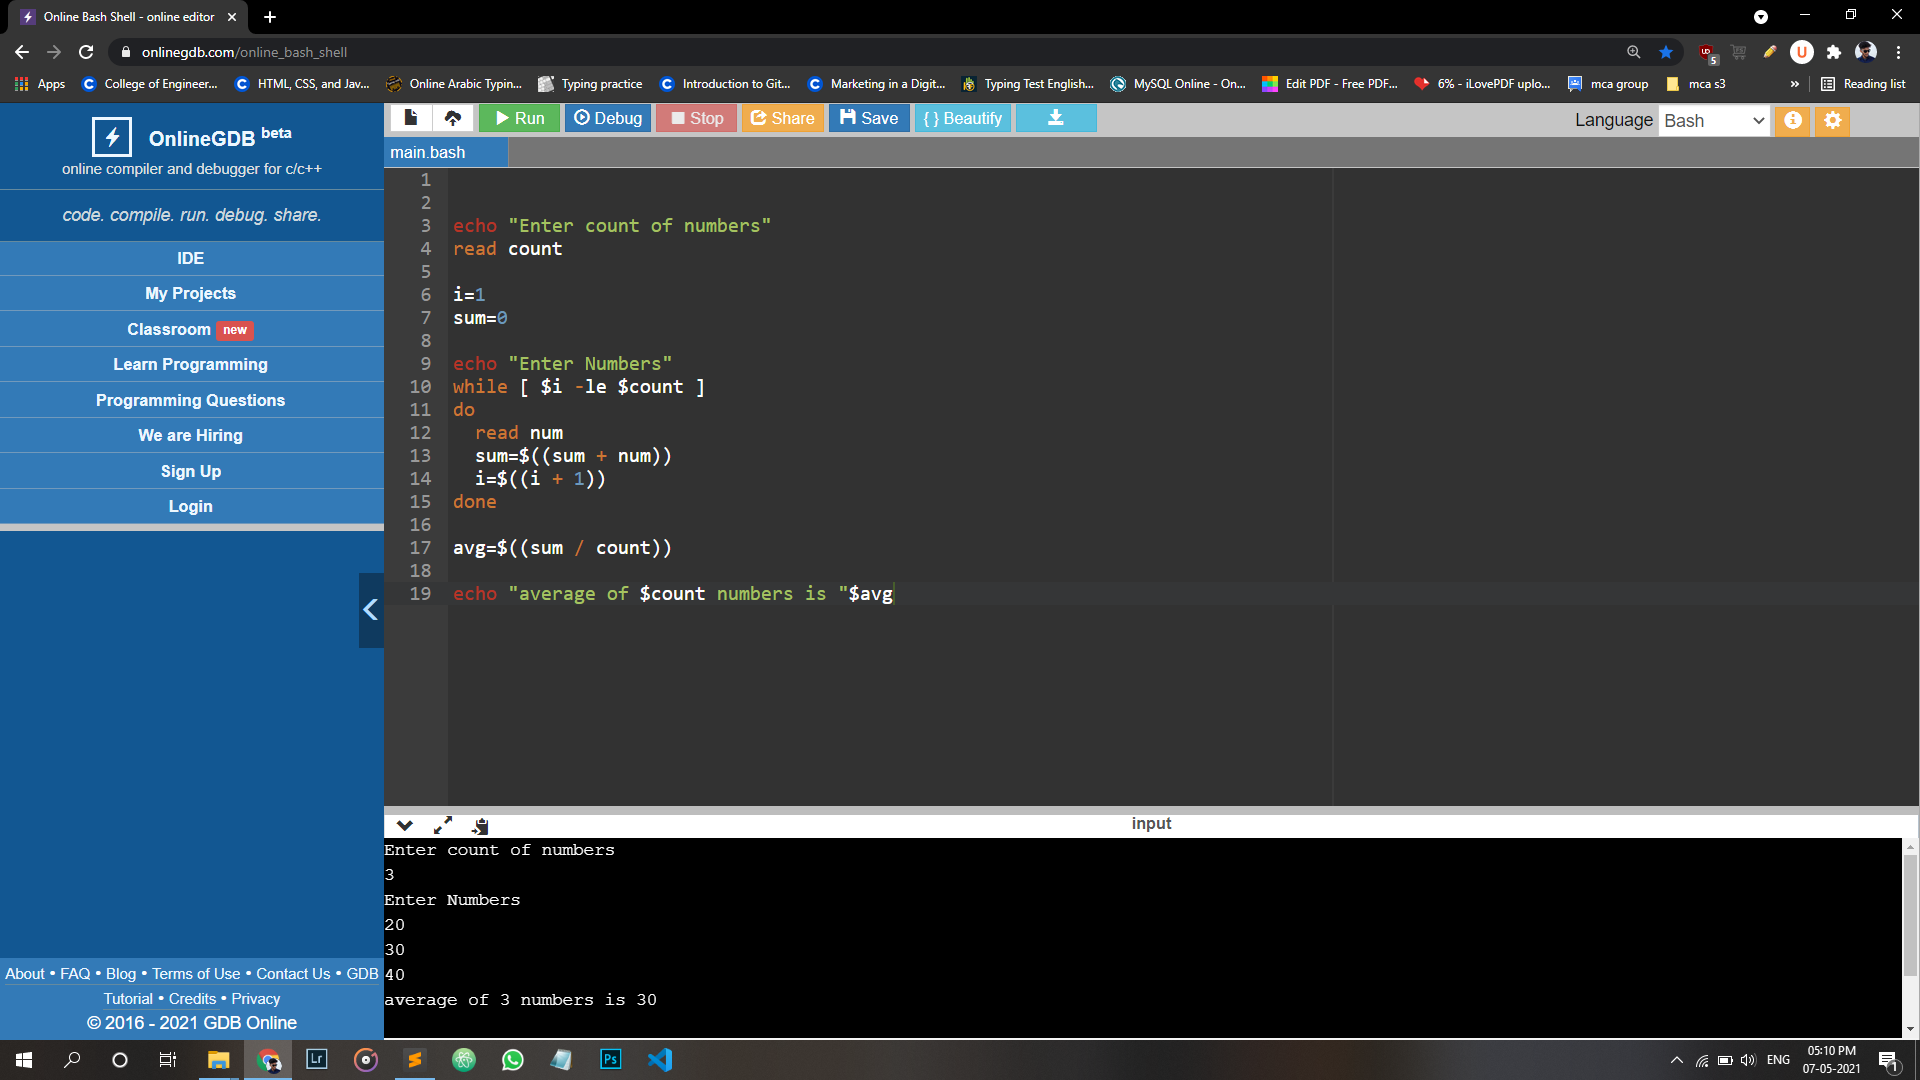 Online Bash Shell - online editor
onlinegdb.com/online_bash_shell
UD 5
U
Apps College of Engineer... HTML, CSS, and Jav... Online Arabic Typin... Typing practice Introduction to Git... Marketing in a Digit... Typing Test English... MySQL Online - On... Edit PDF - Free PDF... 6% - iLovePDF uplo... mca group mca s3 » Reading list
OnlineGDB beta
online compiler and debugger for c/c++
code. compile. run. debug. share.
IDE
My Projects
Classroom new
Learn Programming
Programming Questions
We are Hiring
Sign Up
Login
About • FAQ • Blog • Terms of Use • Contact Us • GDB
Tutorial • Credits • Privacy
© 2016 - 2021 GDB Online
Run Debug Stop Share Save { } Beautify Language Bash
main.bash
1
2
3 echo "Enter count of numbers"
4 read count
5
6 i=1
7 sum=0
8
9 echo "Enter Numbers"
10 while [ $i -le $count ]
11 do
12 read num
13 sum=$((sum + num))
14 i=$((i + 1))
15 done
16
17 avg=$((sum / count))
18
19 echo "average of $count numbers is "$avg
input
Enter count of numbers
3
Enter Numbers
20
30
40
average of 3 numbers is 30
Lr
Ps
ENG
05:10 PM
07-05-2021
1